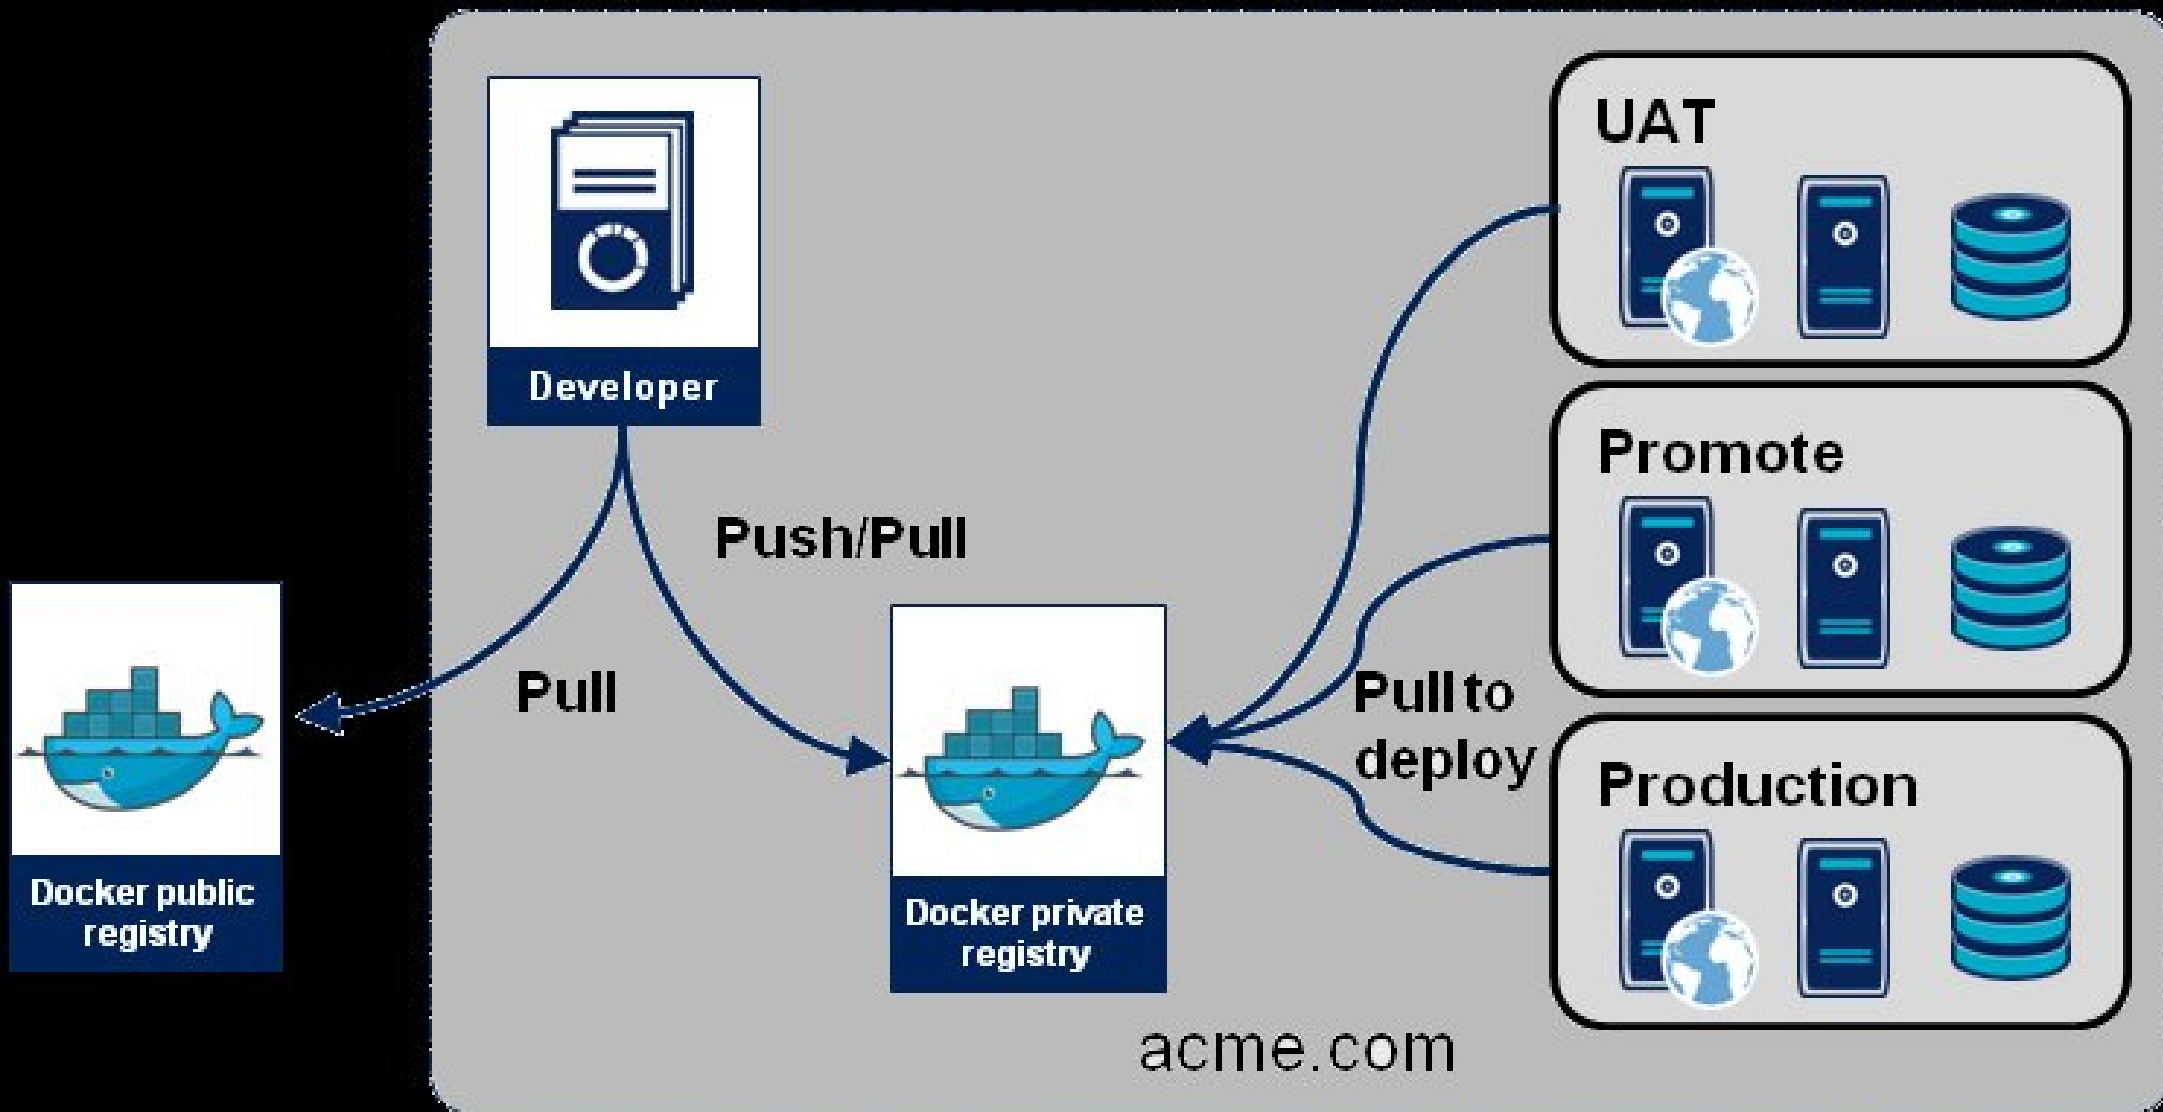 UAT
Developer
Promote
Push/Pull
Pull
Pull to
deploy
Production
Docker public
registry
Docker private
registry
acme.com